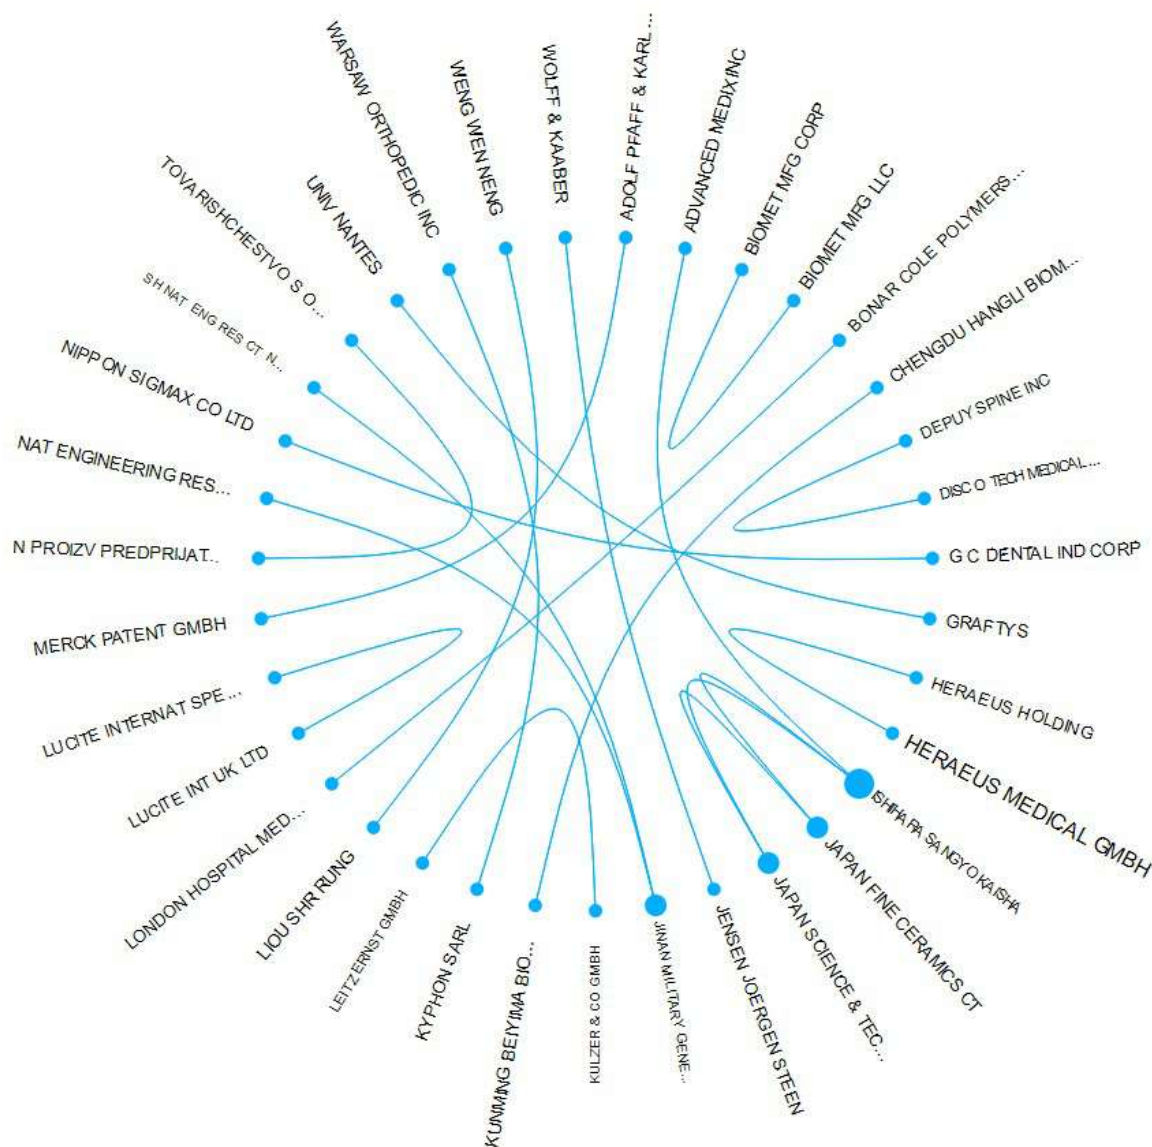 ADOLF PFAFF & KARL ...
ADVANCED MEDIX INC
BIOMET MFG CORP
BIOMET MFG LLC
BONAR COLE POLYMERS...
CHENGDU HANGLI BIOM...
DEPUY SPINE INC
DISC O TECH MEDICAL ...
G C DENTAL IND CORP
GRAFTYS
HERAEUS HOLDING
HERAEUS MEDICAL GMBH
ISHIHARA SANGYO KAISHA
JAPAN FINE CERAMICS CT
JAPAN SCIENCE & TEC...
JENSEN JOERGEN STEEN
JINAN MILITARY GENE...
KULZER & CO GMBH
KUNMING BEIYIMA BIO...
KYPHON SARL
LEITZ ERNST GMBH
LIOU SHR RUNG
LONDON HOSPITAL MED...
LUCITE INT UK LTD
LUCITE INTERNAT SPE...
MERCK PATENT GMBH
N PROIZV PREDPRIJAT...
NAT ENGINEERING RES...
NIPPON SIGMAX CO LTD
SH NAT ENG RES CT N...
TOVARISHCHESTVO S O...
UNIV NANTES
WARSAW ORTHOPEDIC INC
WENG WEN NENG
WOLFF & KAABER